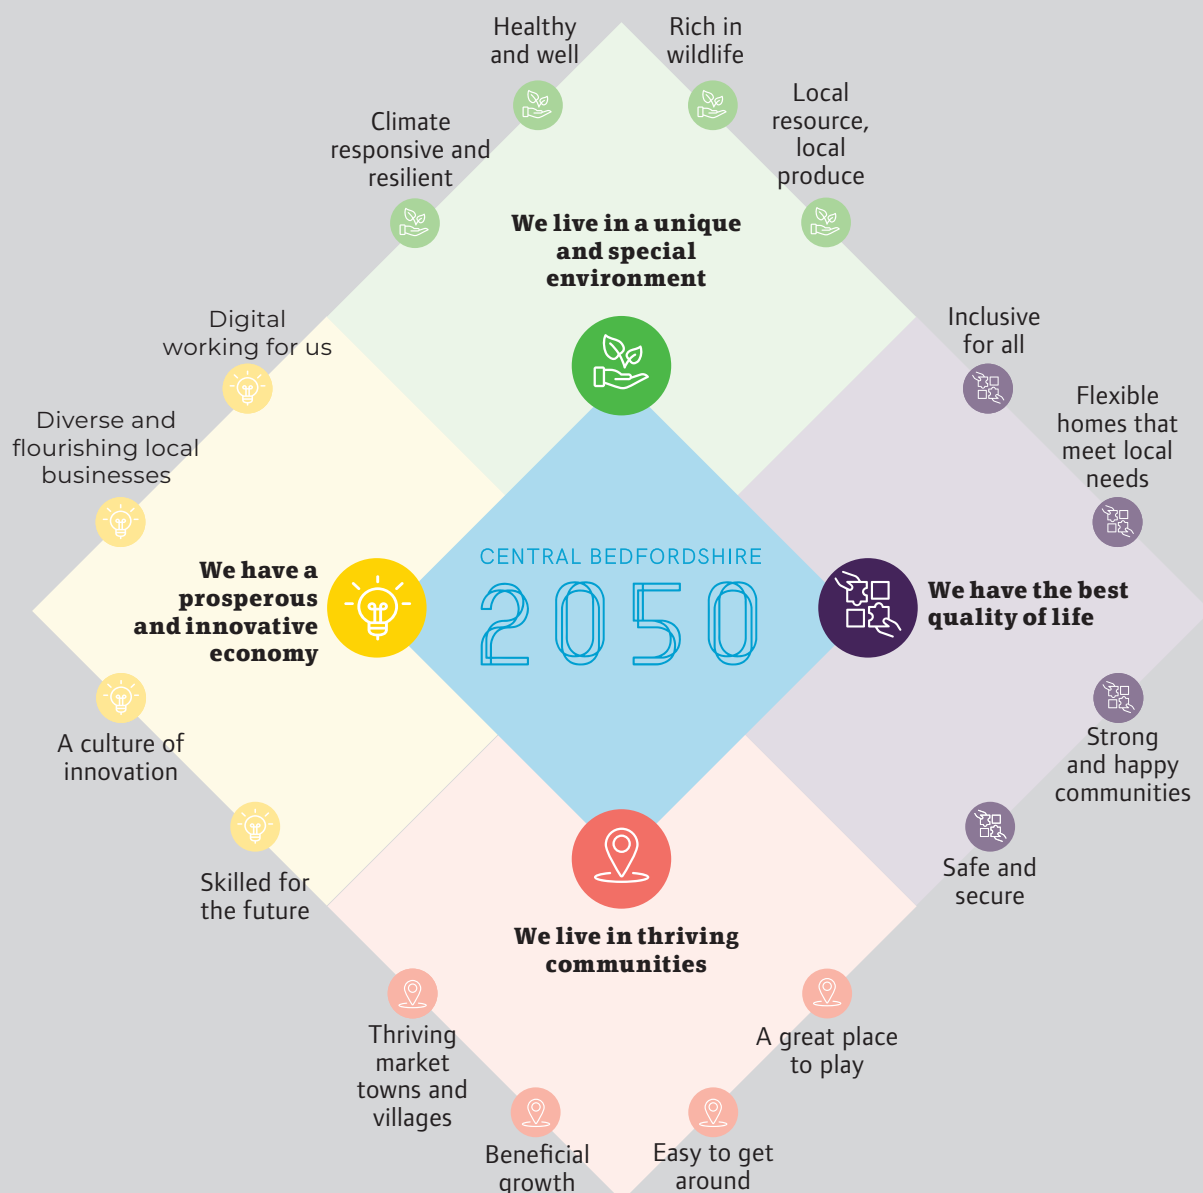 Healthy
and well
Rich in
wildlife
Climate
responsive and
resilient
Local
resource,
local
produce
We live in a unique
and special
environment
Digital
working for us
Diverse and
flourishing local
businesses
Inclusive
for all
Flexible
homes that
meet local
needs
We have a
prosperous
and innovative
economy
CENTRAL BEDFORDSHIRE
2050
We have the best
quality of life
A culture of
innovation
Skilled for
the future
Strong
and happy
communities
Safe and
secure
We live in thriving
communities
Thriving
market
towns and
villages
Beneficial
growth
A great place
to play
Easy to get
around